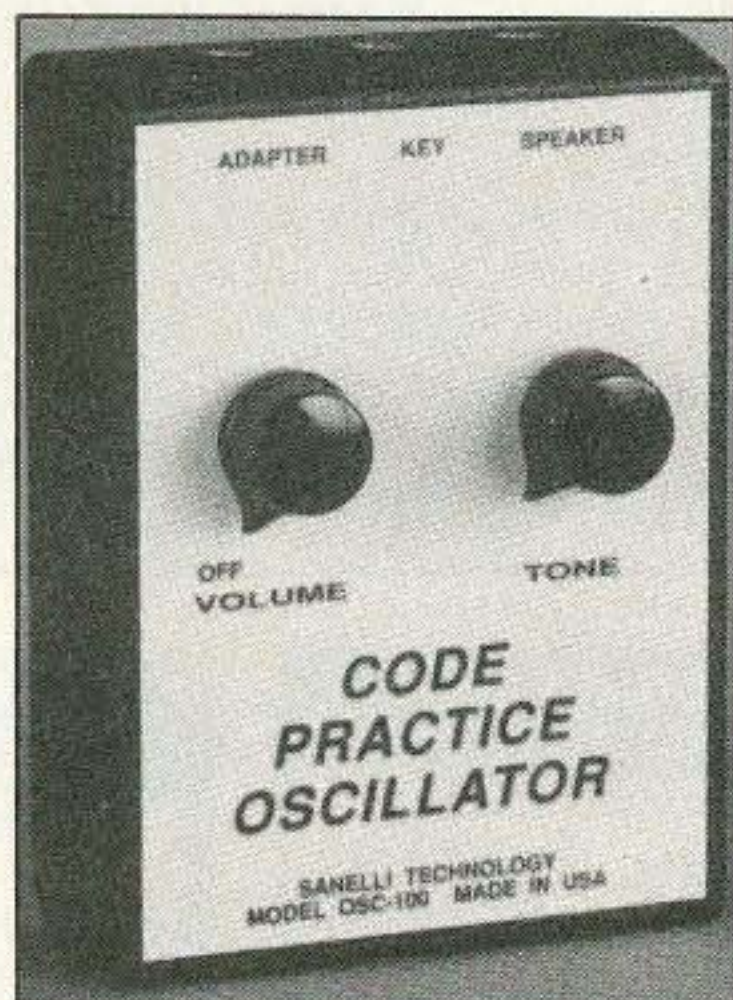 ADAPTER KEY SPEAKER
OFF
VOLUME TONE
CODE
PRACTICE
OSCILLATOR
SANELLI TECHNOLOGY
MODEL OSC-100 MADE IN USA